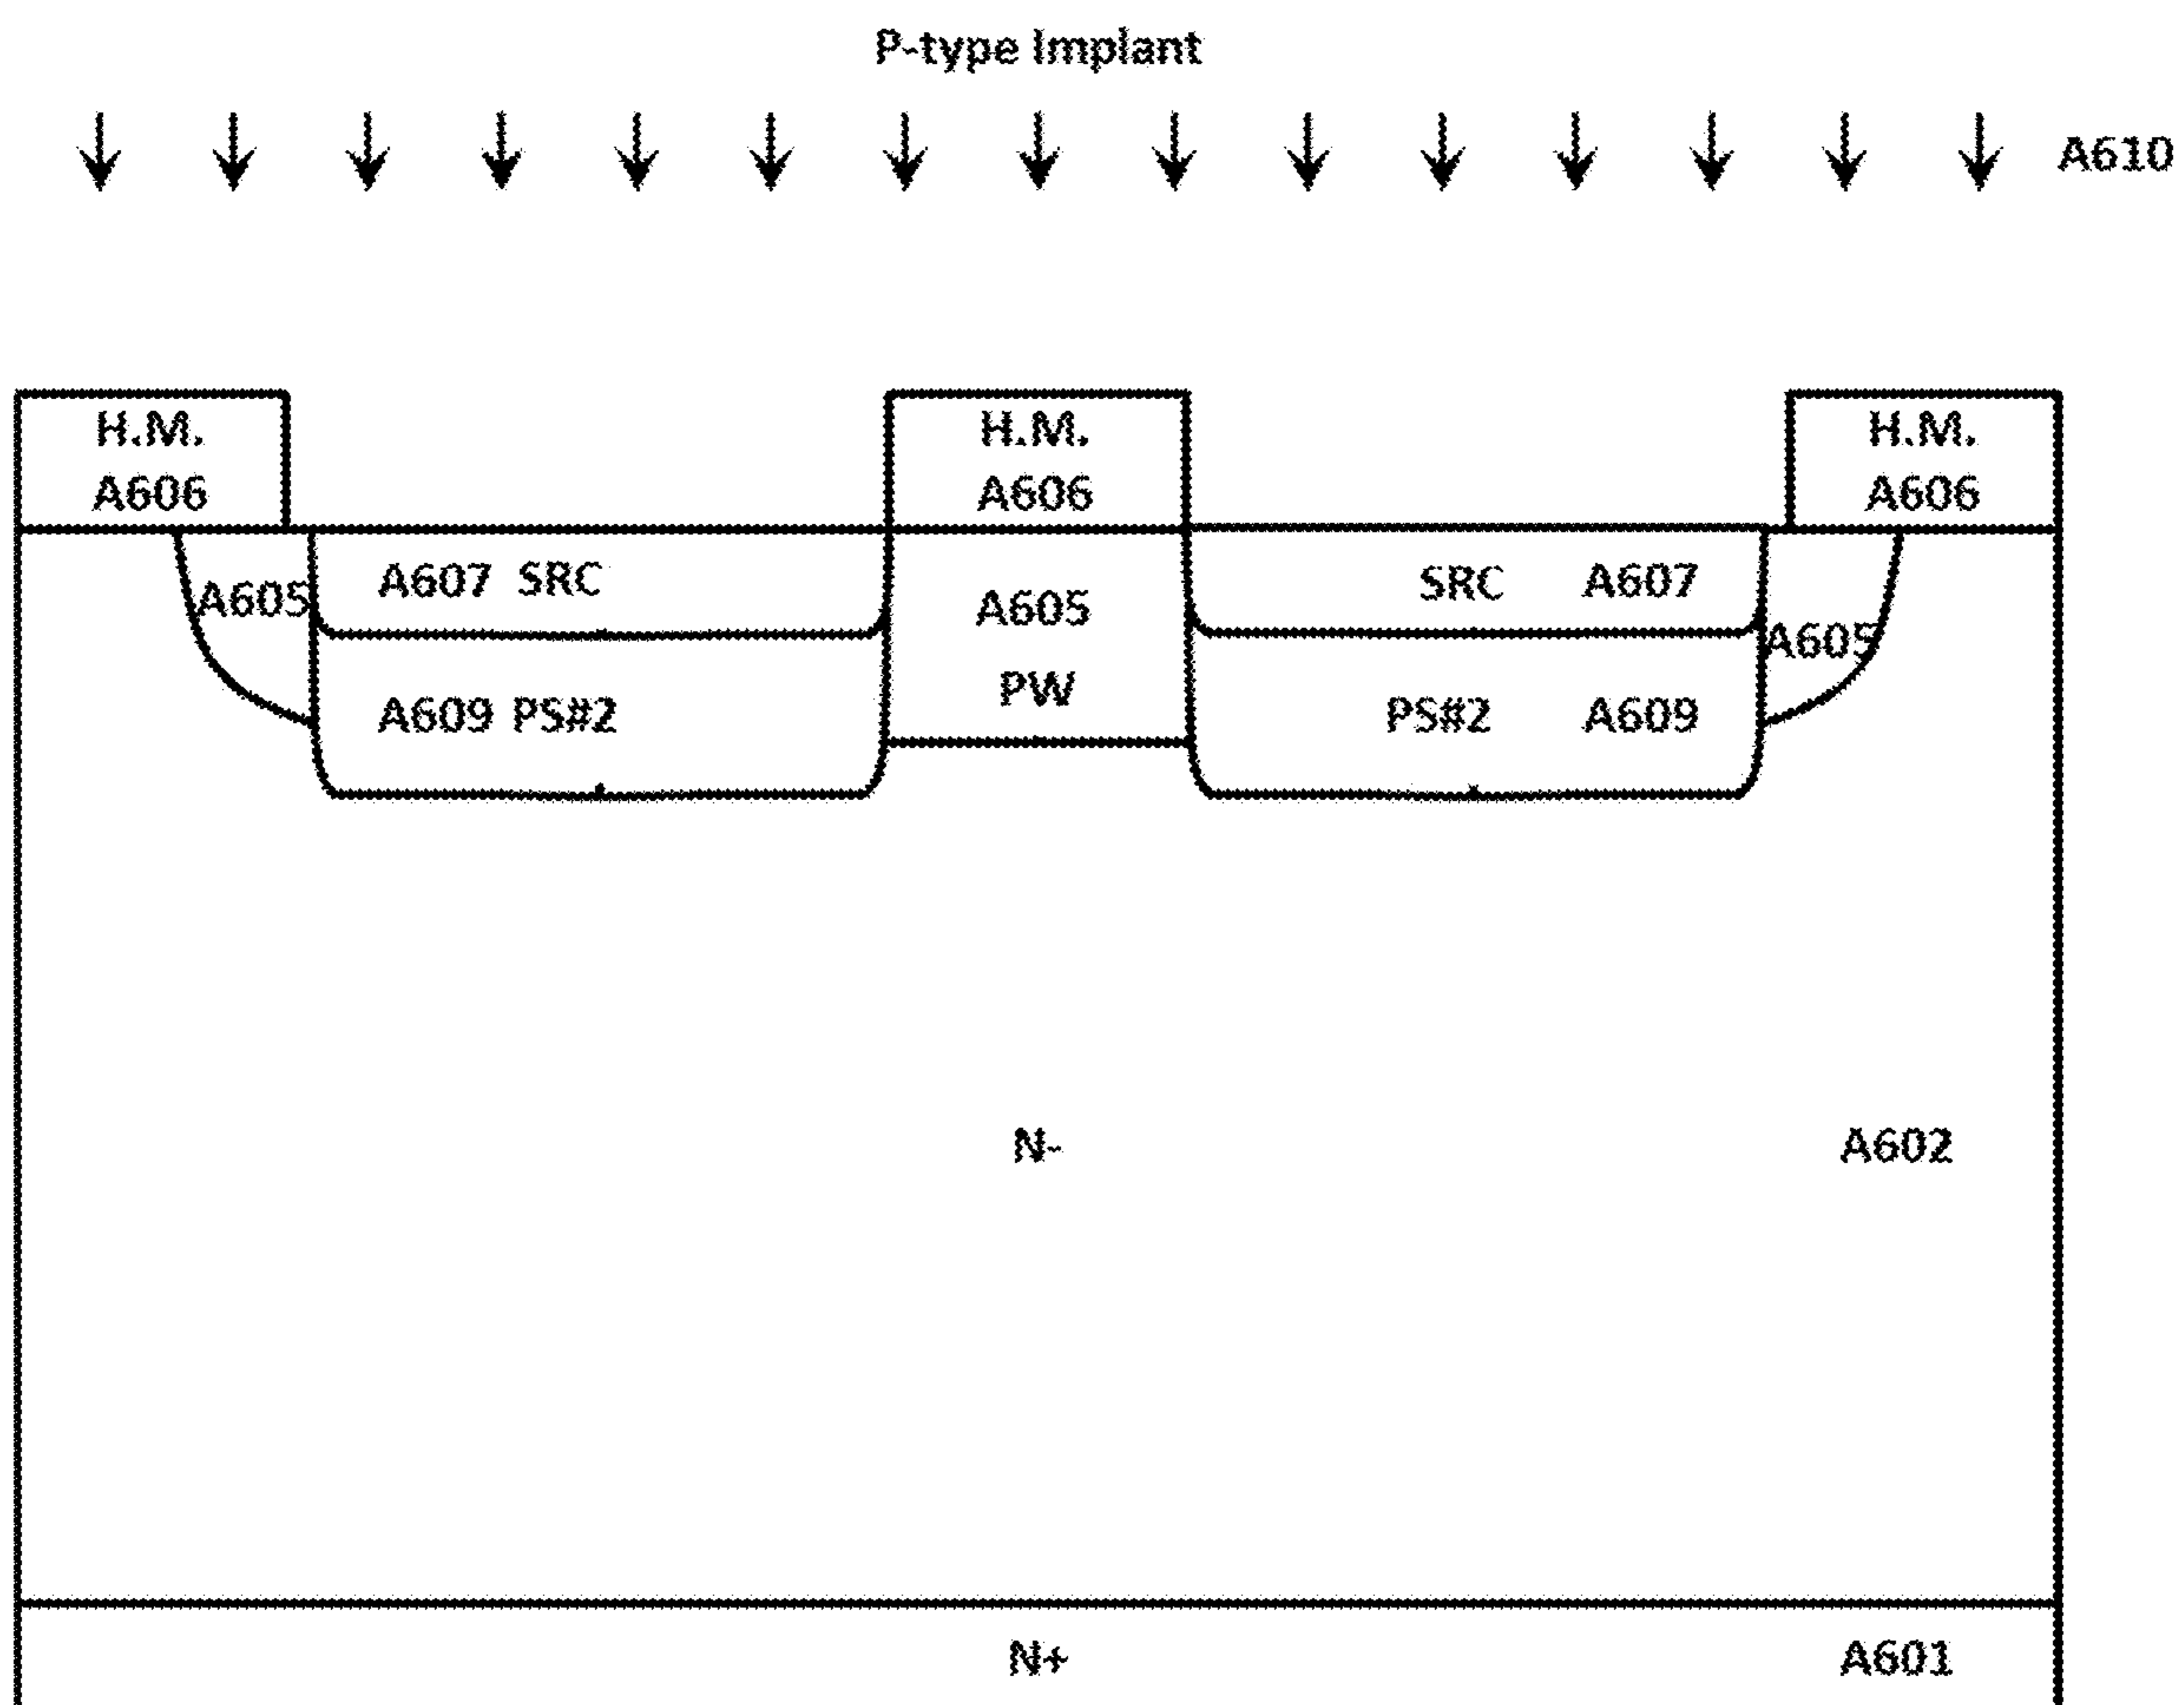 P-type Implant
A610
H.M.
A606
H.M.
A606
H.M.
A606
A605
A607 SRC
A605
PW
SRC A607
A605
A609 PS#2
PS#2 A609
N- A602
N+ A601